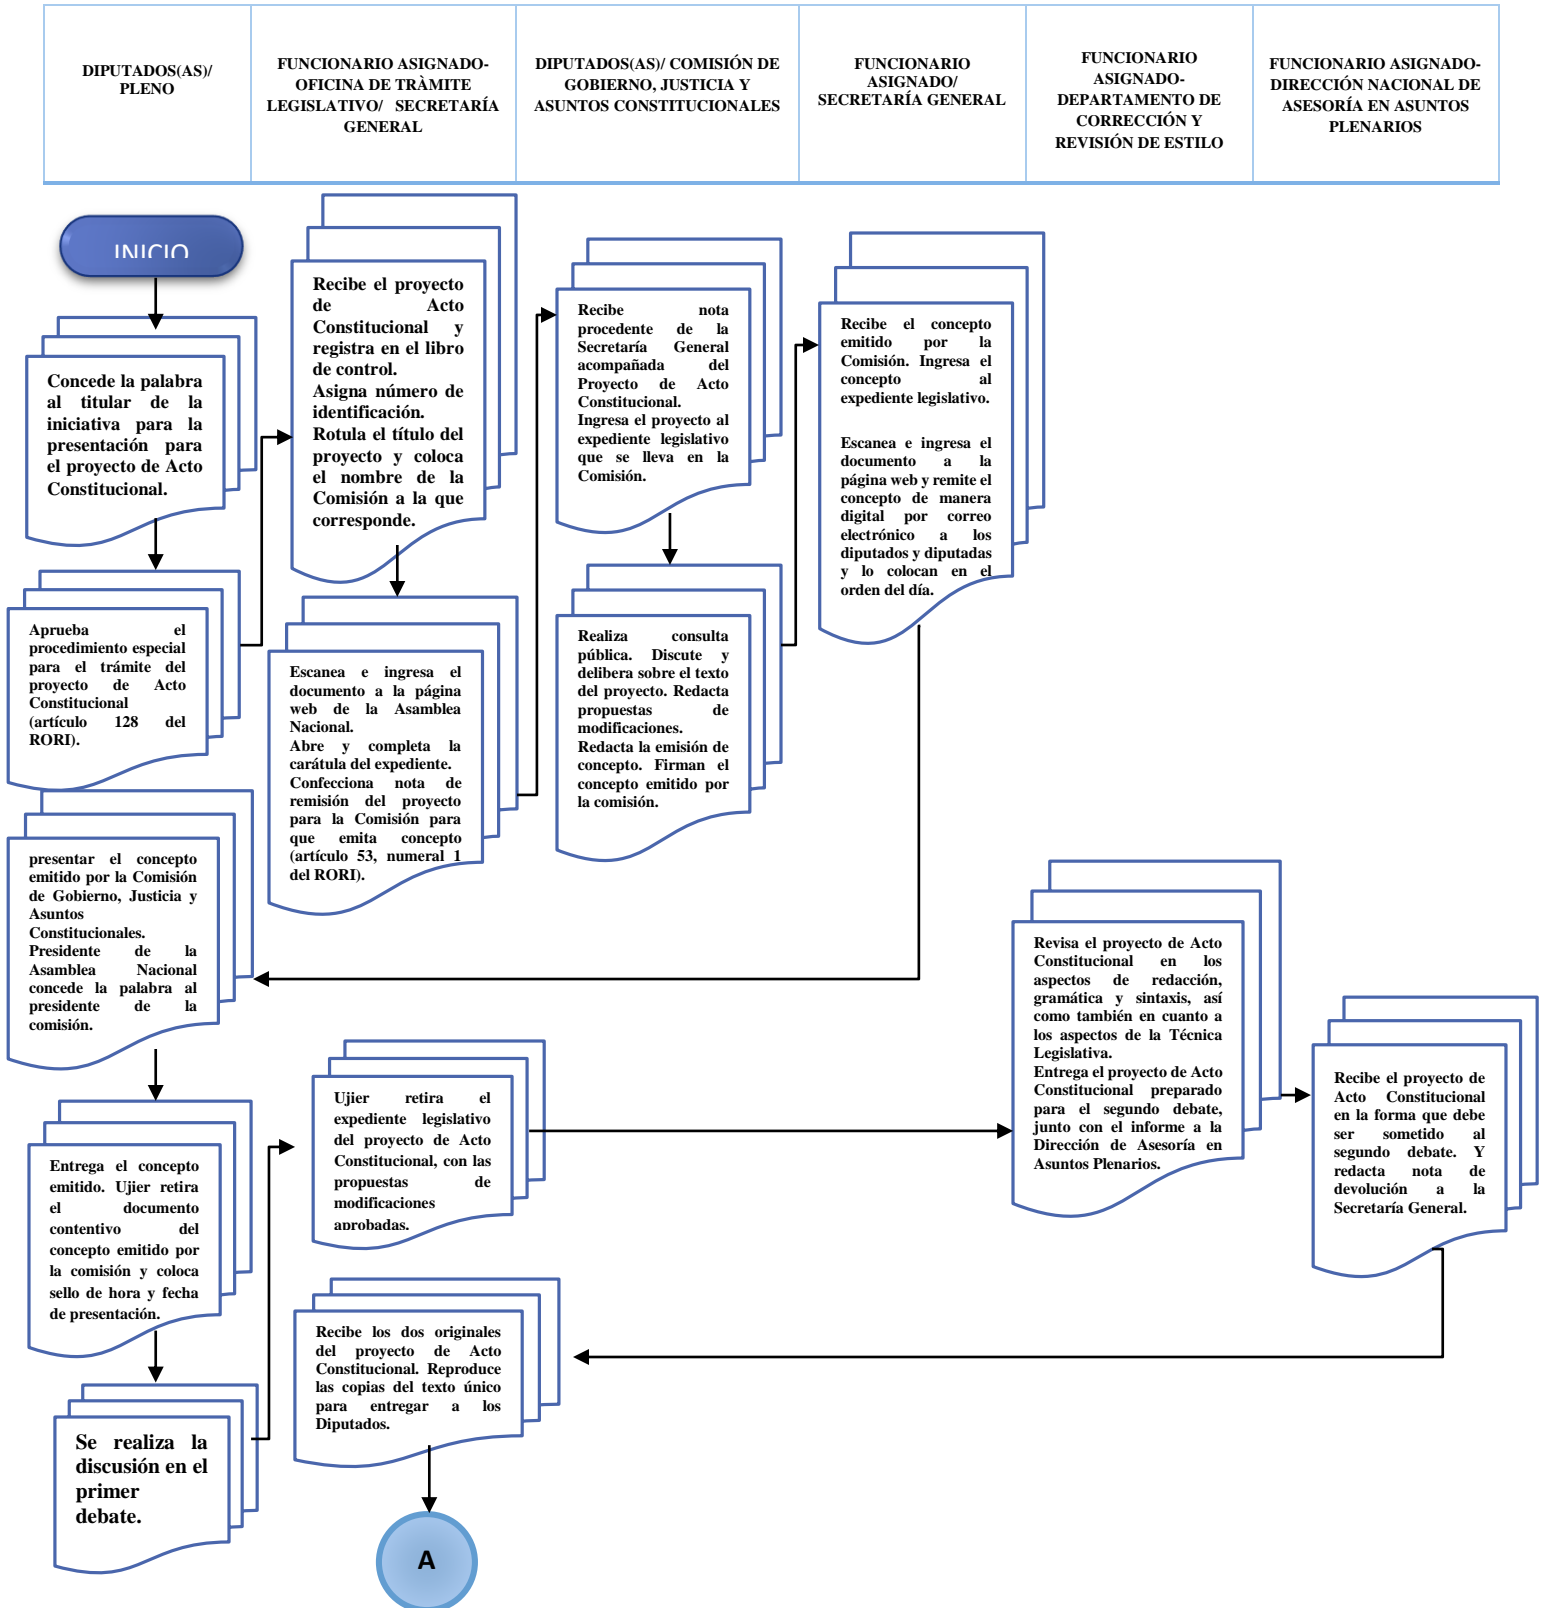 DIPUTADOS(AS)/
PLENO
FUNCIONARIO ASIGNADO-
OFICINA DE TRÀMITE
LEGISLATIVO/ SECRETARÍA
GENERAL
DIPUTADOS(AS)/ COMISIÓN DE
GOBIERNO, JUSTICIA Y
ASUNTOS CONSTITUCIONALES
FUNCIONARIO
ASIGNADO/
SECRETARÍA GENERAL
FUNCIONARIO
ASIGNADO-
DEPARTAMENTO DE
CORRECCIÓN Y
REVISIÓN DE ESTILO
FUNCIONARIO ASIGNADO-
DIRECCIÓN NACIONAL DE
ASESORÍA EN ASUNTOS
PLENARIOS
INICIO
Concede la palabra
al titular de la
iniciativa para la
presentación para
el proyecto de Acto
Constitucional.
Aprueba el
procedimiento especial
para el trámite del
proyecto de Acto
Constitucional
(artículo 128 del
RORI).
Recibe el proyecto
de Acto
Constitucional y
registra en el libro
de control.
Asigna número de
identificación.
Rotula el título del
proyecto y coloca
el nombre de la
Comisión a la que
corresponde.
Escanea e ingresa el
documento a la página
web de la Asamblea
Nacional.
Abre y completa la
carátula del expediente.
Confecciona nota de
remisión del proyecto
para la Comisión para
que emita concepto
(artículo 53, numeral 1
del RORI).
Recibe nota
procedente de la
Secretaría General
acompañada del
Proyecto de Acto
Constitucional.
Ingresa el proyecto al
expediente legislativo
que se lleva en la
Comisión.
Realiza consulta
pública. Discute y
delibera sobre el texto
del proyecto. Redacta
propuestas de
modificaciones.
Redacta la emisión de
concepto. Firman el
concepto emitido por
la comisión.
Recibe el concepto
emitido por la
Comisión. Ingresa el
concepto al
expediente legislativo.
Escanea e ingresa el
documento a la
página web y remite el
concepto de manera
digital por correo
electrónico a los
diputados y diputadas
y lo colocan en el
orden del día.
presentar el concepto
emitido por la Comisión
de Gobierno, Justicia y
Asuntos
Constitucionales.
Presidente de la
Asamblea Nacional
concede la palabra al
presidente de la
comisión.
Entrega el concepto
emitido. Ujier retira
el documento
contentivo del
concepto emitido por
la comisión y coloca
sello de hora y fecha
de presentación.
Se realiza la
discusión en el
primer
debate.
Ujier retira el
expediente legislativo
del proyecto de Acto
Constitucional, con las
propuestas de
modificaciones
aprobadas.
Revisa el proyecto de Acto
Constitucional en los
aspectos de redacción,
gramática y sintaxis, así
como también en cuanto a
los aspectos de la Técnica
Legislativa.
Entrega el proyecto de Acto
Constitucional preparado
para el segundo debate,
junto con el informe a la
Dirección de Asesoría en
Asuntos Plenarios.
Recibe el proyecto de
Acto Constitucional
en la forma que debe
ser sometido al
segundo debate. Y
redacta nota de
devolución a la
Secretaría General.
Recibe los dos originales
del proyecto de Acto
Constitucional. Reproduce
las copias del texto único
para entregar a los
Diputados.
A